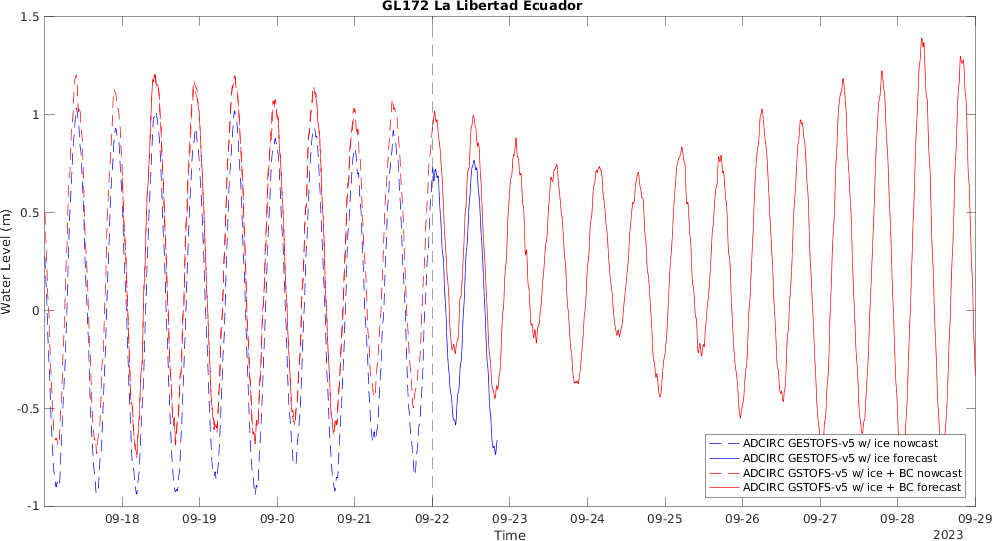 GL172 La Libertad Ecuador
1.5
1
0.5
0
-0.5
-1
Water Level (m)
09-18 09-19 09-20 09-21 09-22 09-23 09-24 09-25 09-26 09-27 09-28 09-29
Time
2023
ADCIRC GESTOFS-v5 w/ ice nowcast
ADCIRC GESTOFS-v5 w/ ice forecast
ADCIRC GSTOFS-v5 w/ ice + BC nowcast
ADCIRC GSTOFS-v5 w/ ice + BC forecast